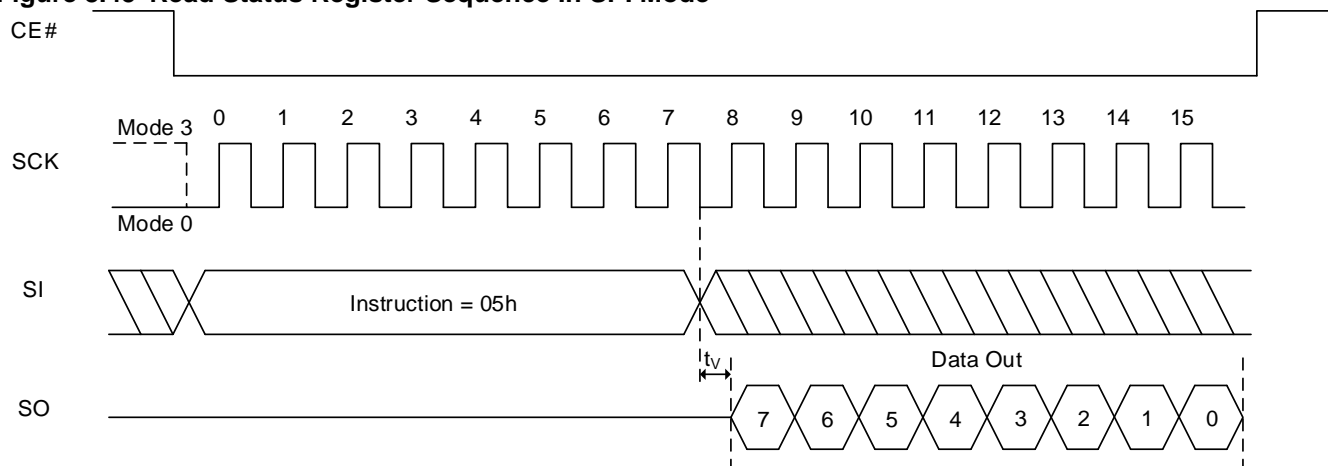 CE#
Mode 3 0 1 2 3 4 5 6 7 8 9 10 11 12 13 14 15
SCK
Mode 0
SI
Instruction = 05h
tV
Data Out
SO
7 6 5 4 3 2 1 0